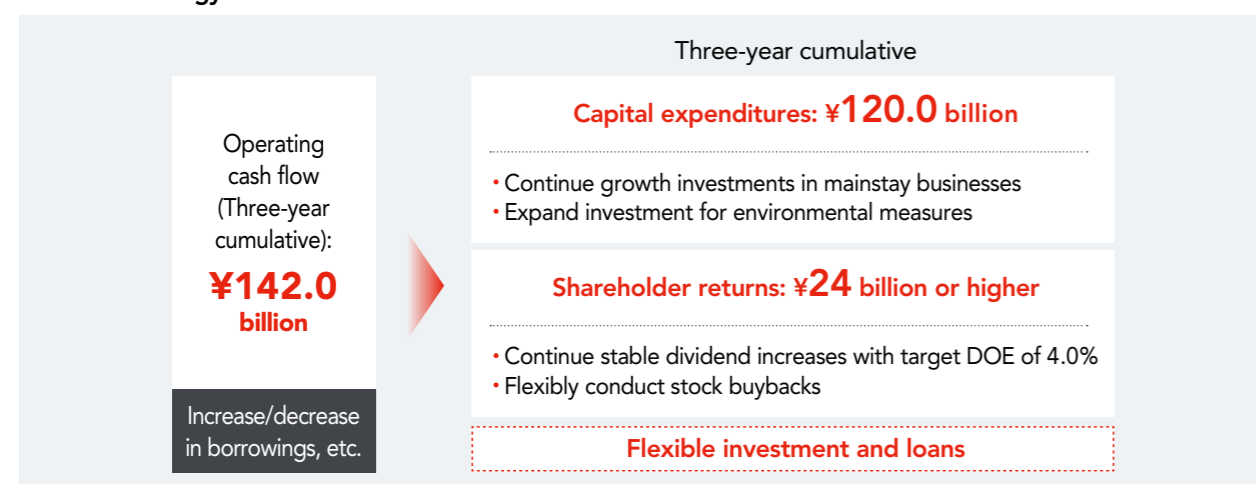 Three-year cumulative
Operating
cash flow
(Three-year
cumulative):
¥142.0
billion
Increase/decrease
in borrowings, etc.
Capital expenditures: ¥120.0 billion
• Continue growth investments in mainstay businesses
• Expand investment for environmental measures
Shareholder returns: ¥24 billion or higher
• Continue stable dividend increases with target DOE of 4.0%
• Flexibly conduct stock buybacks
Flexible investment and loans